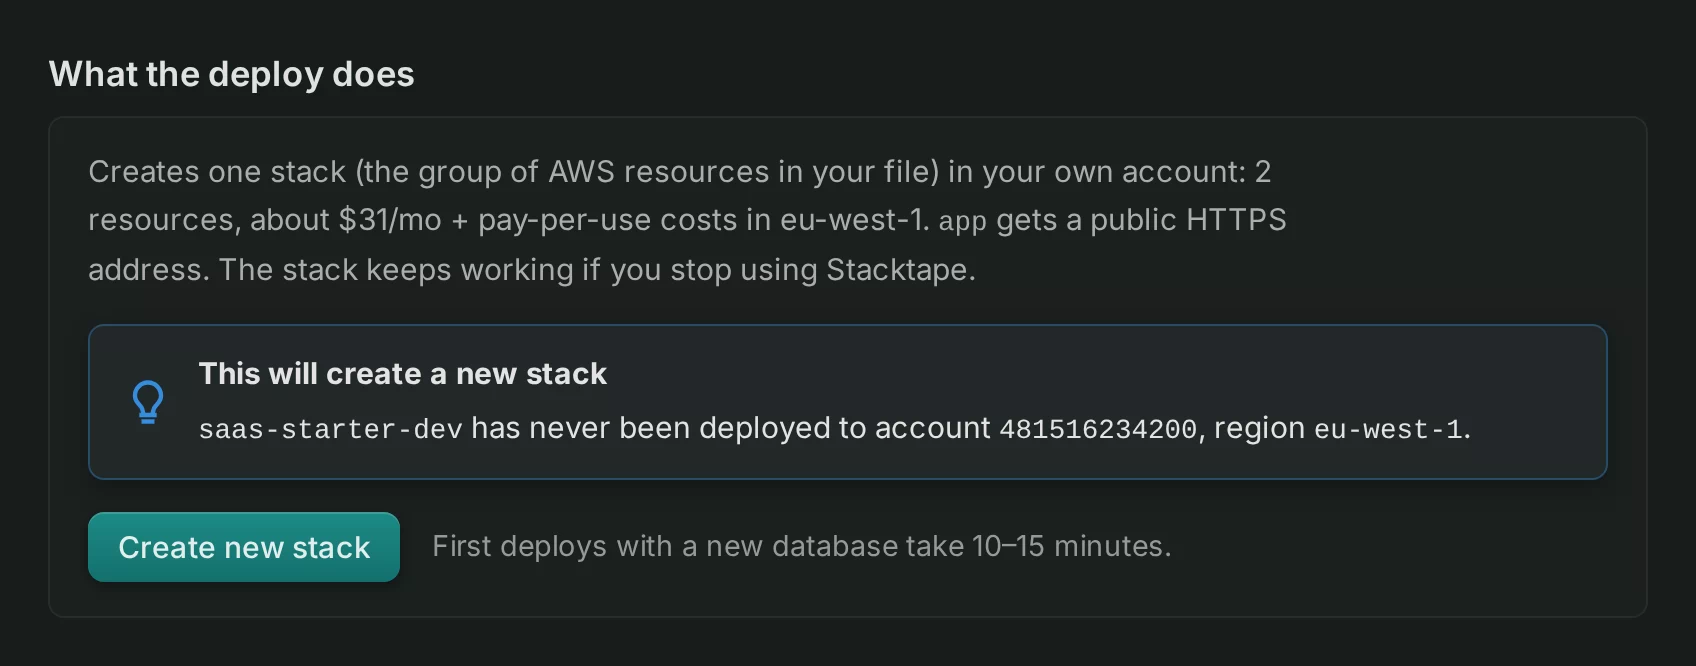 What the deploy does
Creates one stack (the group of AWS resources in your file) in your own account: 2
resources, about $31/mo + pay-per-use costs in eu-west-1. app gets a public HTTPS
address. The stack keeps working if you stop using Stacktape.
This will create a new stack
saas-starter-dev has never been deployed to account 481516234200, region eu-west-1.
Create new stack First deploys with a new database take 10–15 minutes.